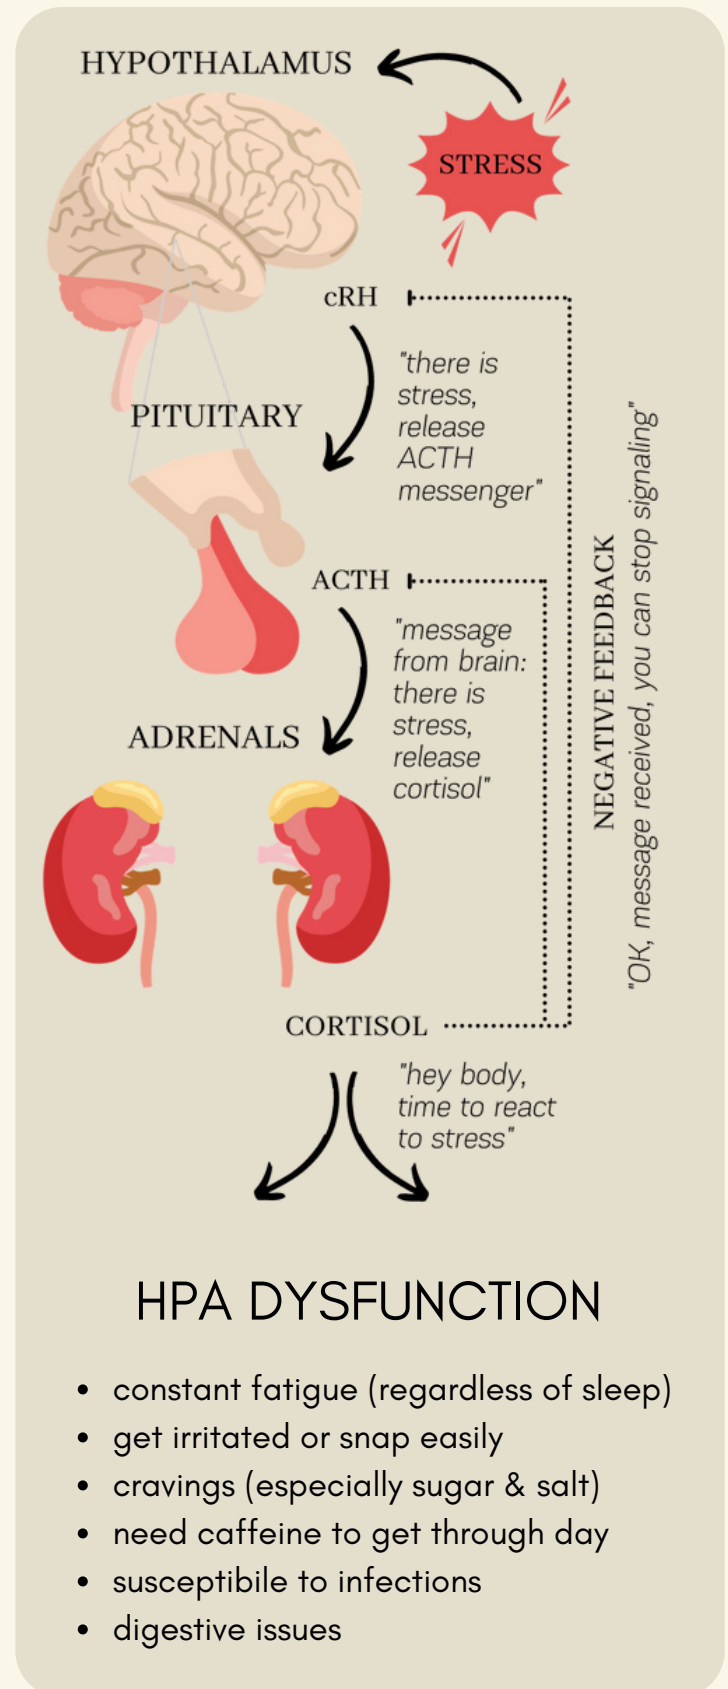 HYPOTHALAMUS
STRESS
cRH
"there is
stress,
release
ACTH
messenger"
PITUITARY
ACTH
"message
from brain:
there is
stress,
release
cortisol"
ADRENALS
NEGATIVE FEEDBACK
"OK, message received, you can stop signaling"
CORTISOL
"hey body,
time to react
to stress"
HPA DYSFUNCTION
• constant fatigue (regardless of sleep)
• get irritated or snap easily
• cravings (especially sugar & salt)
• need caffeine to get through day
• susceptibile to infections
• digestive issues